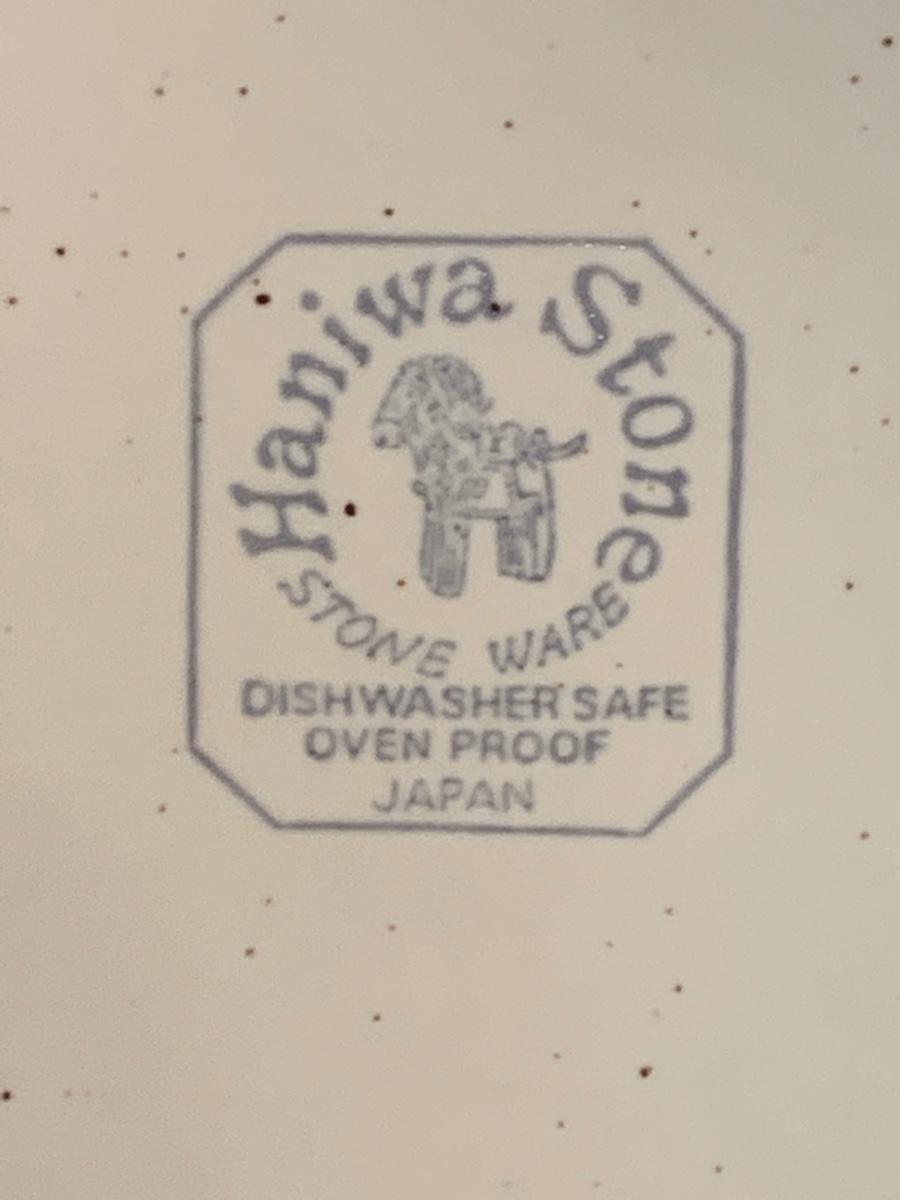 Haniwa Stone
STONE WARE
DISHWASHER SAFE
OVEN PROOF
JAPAN